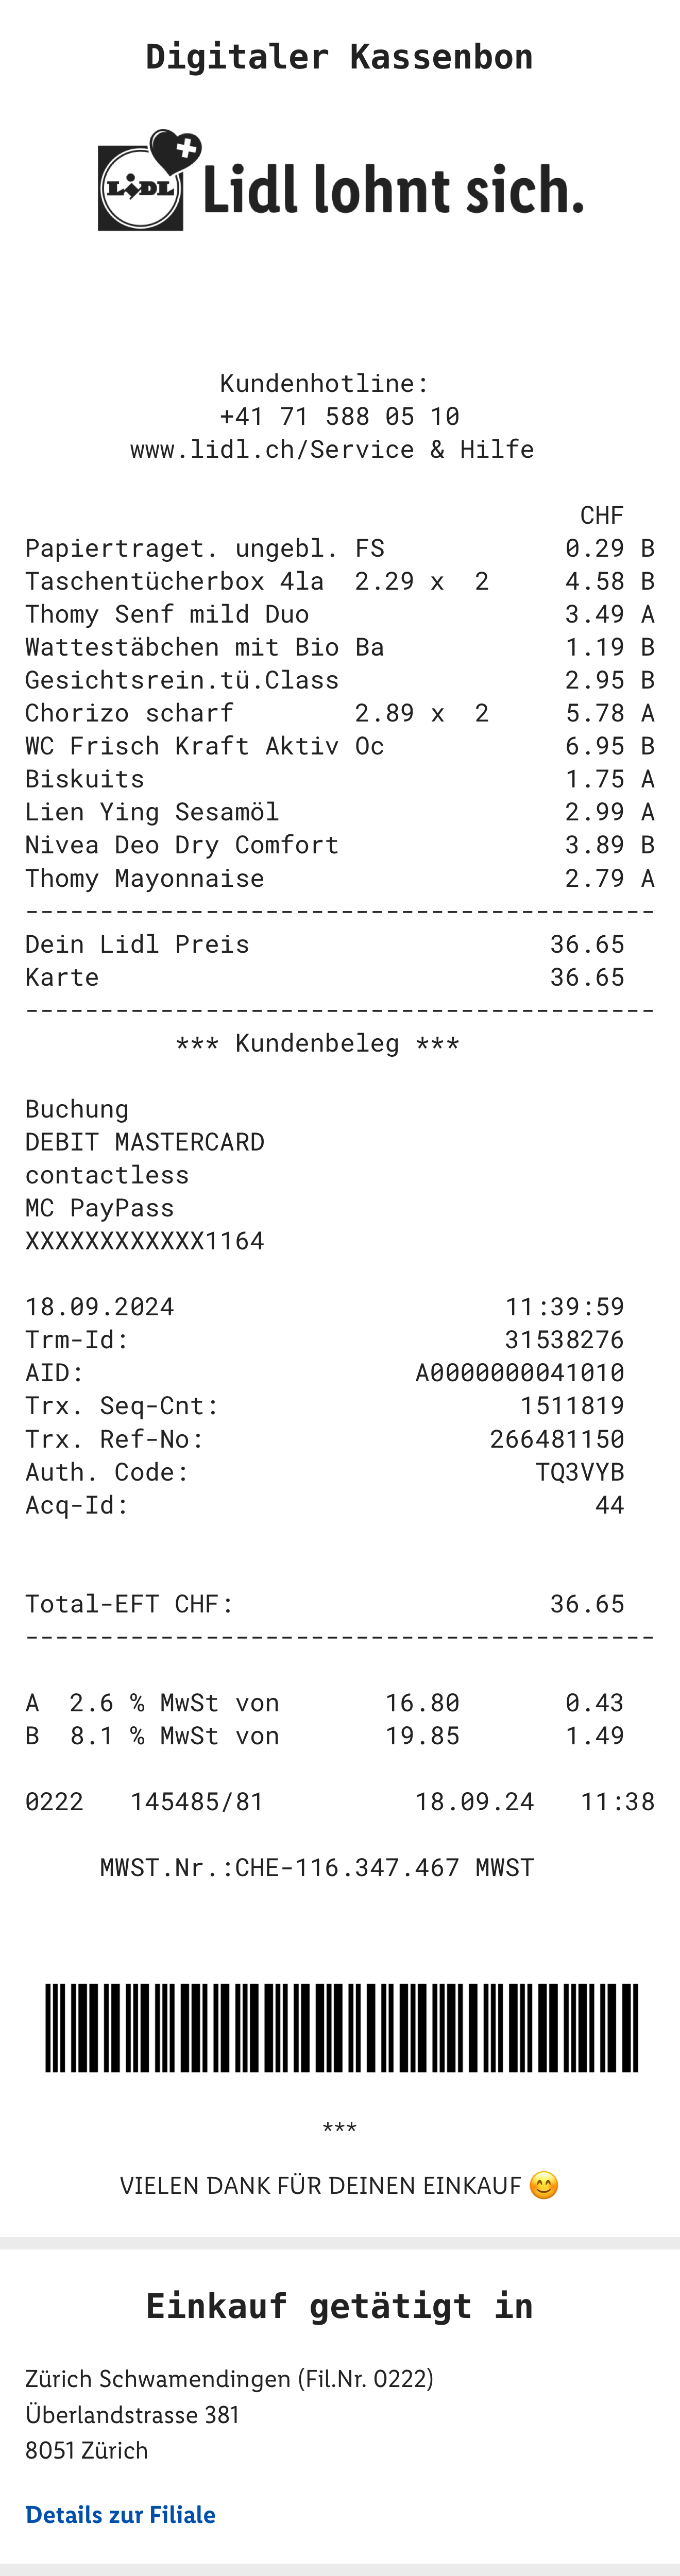 Digitaler Kassenbon
LIDL Lidl lohnt sich.
Kundenhotline:
+41 71 588 05 10
www.lidl.ch/Service & Hilfe
CHF
Papiertraget. ungebl. FS 0.29 B
Taschentücherbox 4la 2.29 x 2 4.58 B
Thomy Senf mild Duo 3.49 A
Wattestäbchen mit Bio Ba 1.19 B
Gesichtsrein.tü.Class 2.95 B
Chorizo scharf 2.89 x 2 5.78 A
WC Frisch Kraft Aktiv Oc 6.95 B
Biskuits 1.75 A
Lien Ying Sesamöl 2.99 A
Nivea Deo Dry Comfort 3.89 B
Thomy Mayonnaise 2.79 A
------------------------------------------
Dein Lidl Preis 36.65
Karte 36.65
------------------------------------------
*** Kundenbeleg ***
Buchung
DEBIT MASTERCARD
contactless
MC PayPass
XXXXXXXXXXXX1164
18.09.2024 11:39:59
Trm-Id: 31538276
AID: A0000000041010
Trx. Seq-Cnt: 1511819
Trx. Ref-No: 266481150
Auth. Code: TQ3VYB
Acq-Id: 44
Total-EFT CHF: 36.65
------------------------------------------
A 2.6 % MwSt von 16.80 0.43
B 8.1 % MwSt von 19.85 1.49
0222 145485/81 18.09.24 11:38
MWST.Nr.:CHE-116.347.467 MWST
***
VIELEN DANK FÜR DEINEN EINKAUF 😊
Einkauf getätigt in
Zürich Schwamendingen (Fil.Nr. 0222)
Überlandstrasse 381
8051 Zürich
Details zur Filiale